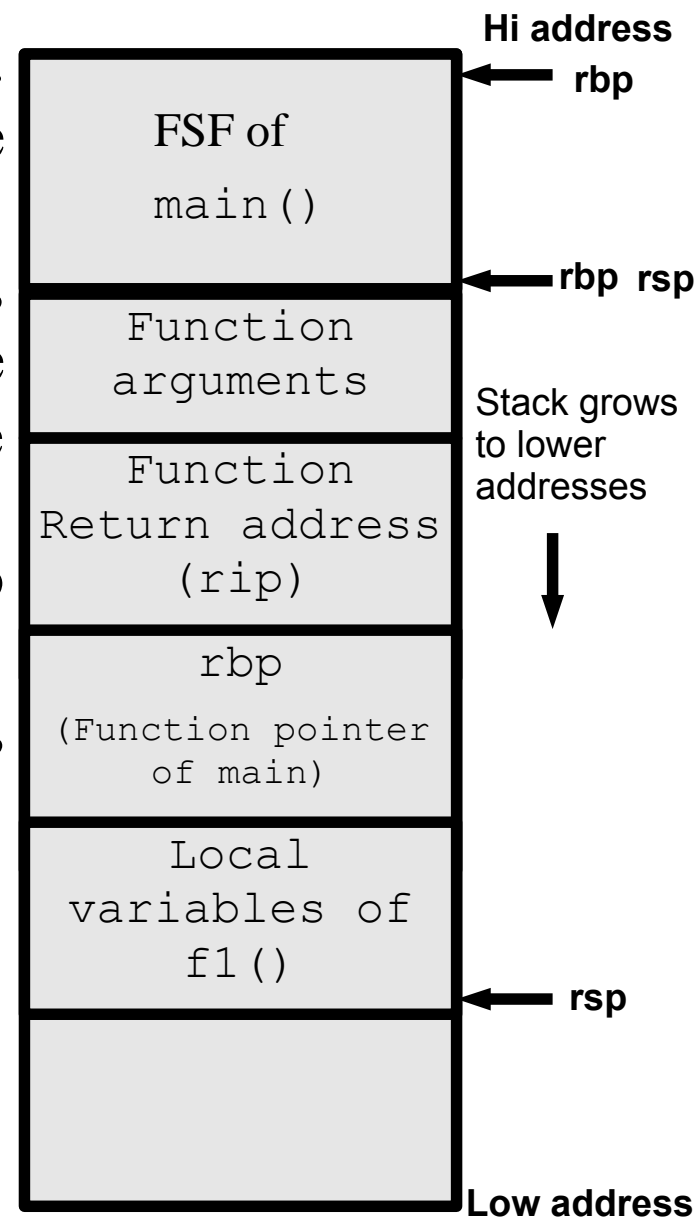 Hi address
rbp
FSF of
main()
rbp rsp
Function
arguments
Stack grows
to lower
addresses
Function
Return address
(rip)
rbp
(Function pointer
of main)
Local
variables of
f1()
rsp
Low address